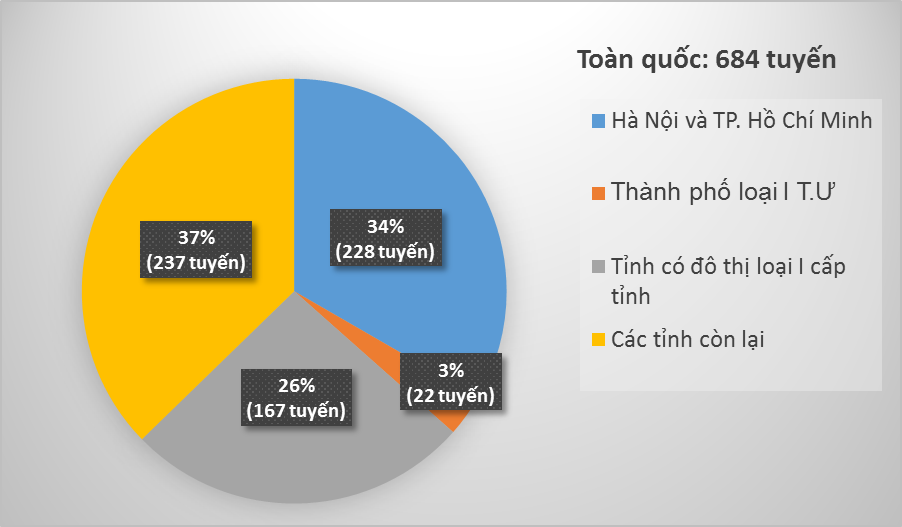 Toàn quốc: 684 tuyến
Hà Nội và TP. Hồ Chí Minh
Thành phố loại I T.Ư
Tỉnh có đô thị loại I cấp
tỉnh
Các tỉnh còn lại
37%
(237 tuyến)
34%
(228 tuyến)
3%
(22 tuyến)
26%
(167 tuyến)